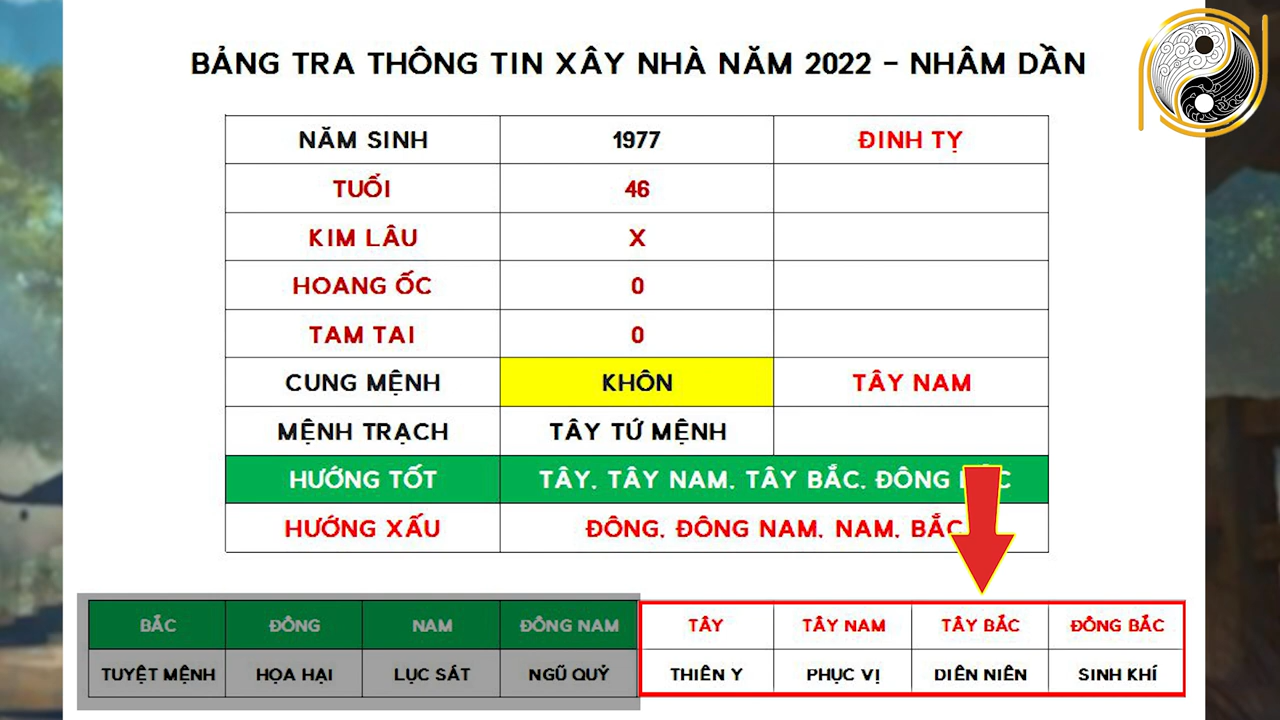 BẢNG TRA THÔNG TIN XÂY NHÀ NĂM 2022 - NHÂM DẦN
NĂM SINH 1977 ĐINH TỴ
TUỔI 46
KIM LÂU X
HOANG ỐC 0
TAM TAI 0
CUNG MỆNH KHÔN TÂY NAM
MỆNH TRẠCH TÂY TỨ MỆNH
HƯỚNG TỐT TÂY, TÂY NAM, TÂY BẮC, ĐÔNG
HƯỚNG XẤU ĐÔNG, ĐÔNG NAM, NAM, BẮC
BẮC ĐÔNG NAM ĐÔNG NAM TÂY TÂY NAM TÂY BẮC ĐÔNG BẮC
TUYỆT MỆNH HỌA HẠI LỤC SÁT NGŨ QUỶ THIÊN Y PHỤC VỊ DIÊN NIÊN SINH KHÍ